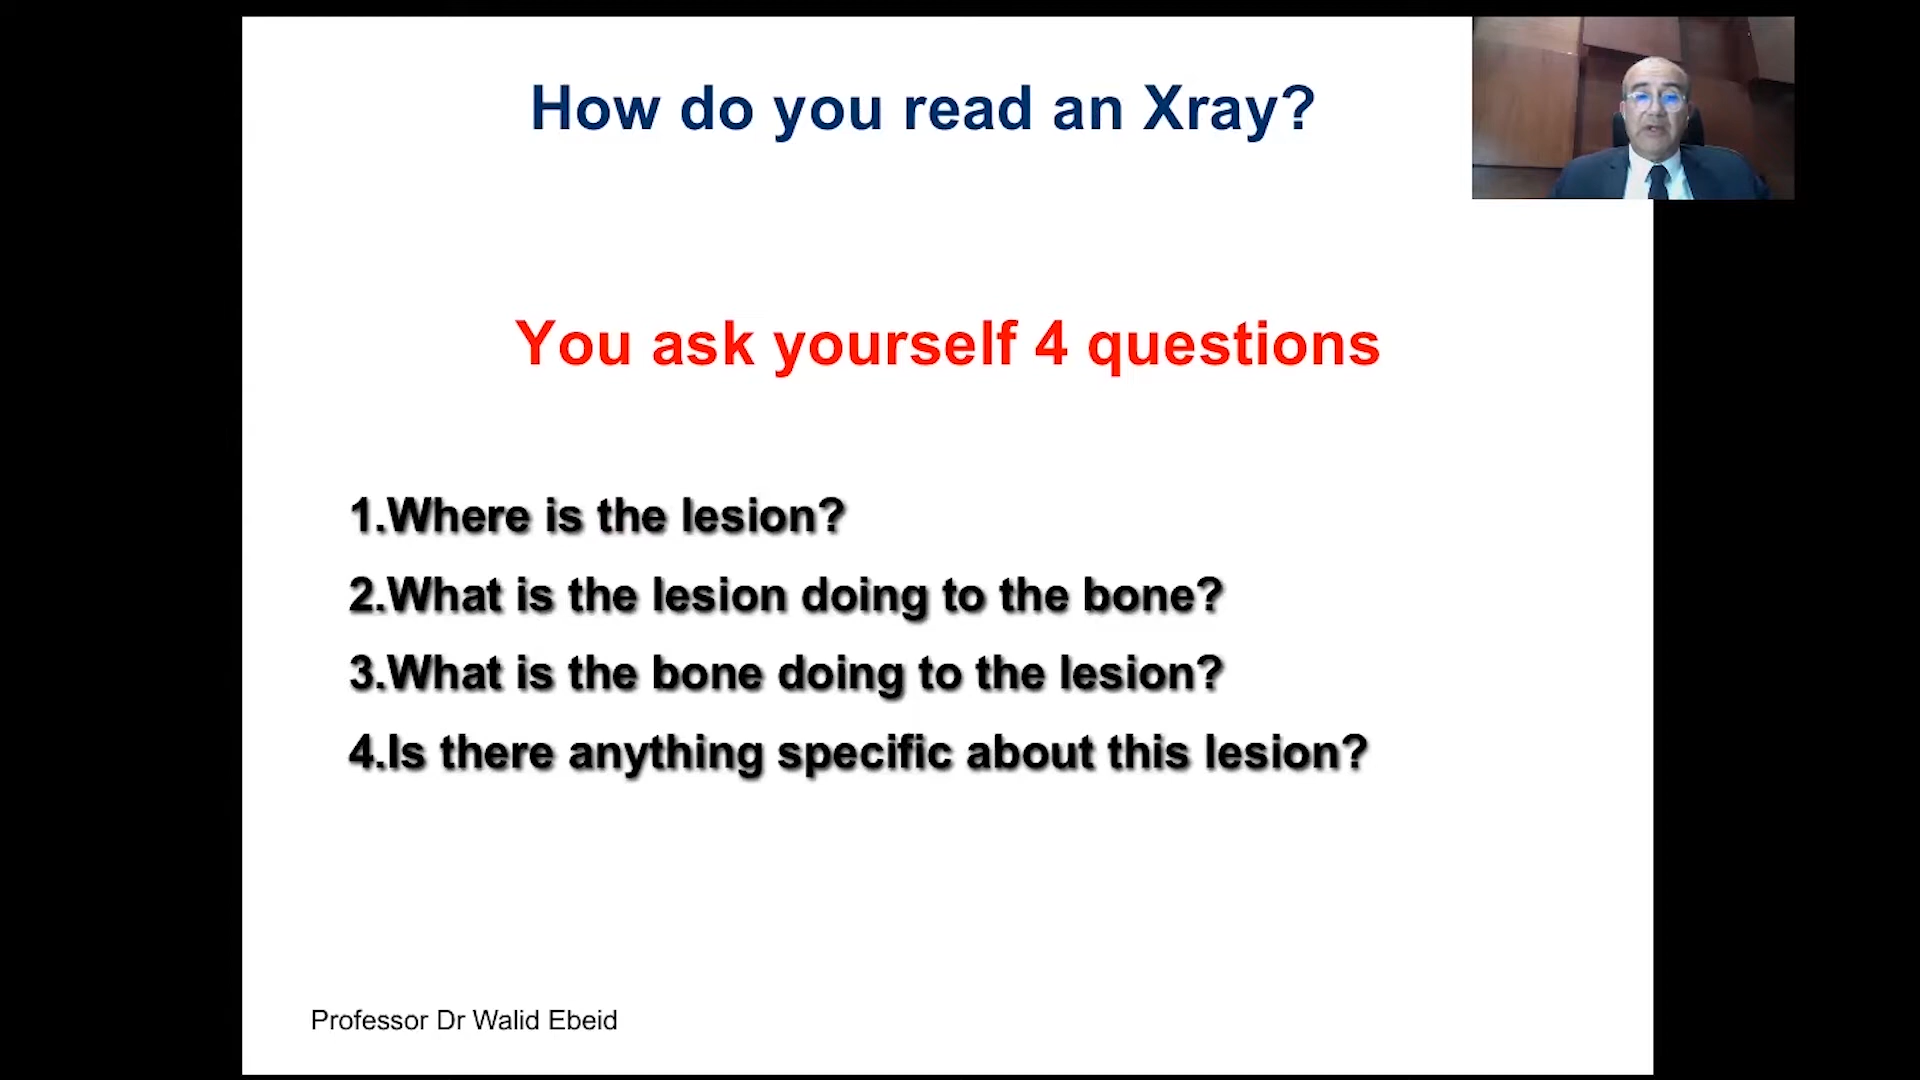 How do you read an Xray?
You ask yourself 4 questions
1.Where is the lesion?
2.What is the lesion doing to the bone?
3.What is the bone doing to the lesion?
4.Is there anything specific about this lesion?
Professor Dr Walid Ebeid